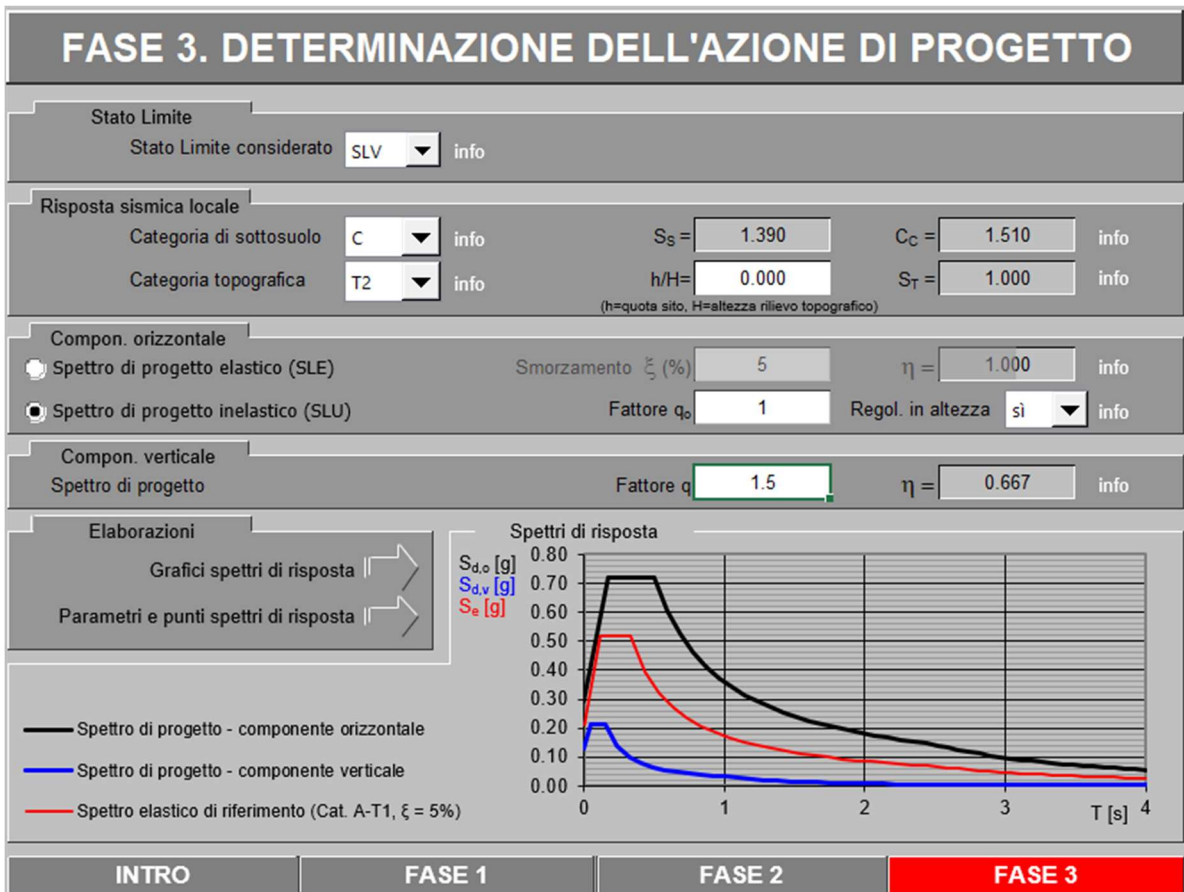 FASE 3. DETERMINAZIONE DELL'AZIONE DI PROGETTO
Stato Limite
Stato Limite considerato SLV info
Risposta sismica locale
Categoria di sottosuolo C info SS = 1.390 CC = 1.510 info
Categoria topografica T2 info h/H= 0.000 ST = 1.000 info
(h=quota sito, H=altezza rilievo topografico)
Compon. orizzontale
Spettro di progetto elastico (SLE) Smorzamento ξ (%) 5 η = 1.000 info
Spettro di progetto inelastico (SLU) Fattore qo 1 Regol. in altezza sì info
Compon. verticale
Spettro di progetto Fattore q 1.5 η = 0.667 info
Elaborazioni
Grafici spettri di risposta
Parametri e punti spettri di risposta
Spettri di risposta
Sd,o [g]
Sd,v [g]
Se [g]
0.80
0.70
0.60
0.50
0.40
0.30
0.20
0.10
0.00
0 1 2 3 4
T [s]
Spettro di progetto - componente orizzontale
Spettro di progetto - componente verticale
Spettro elastico di riferimento (Cat. A-T1, ξ = 5%)
INTRO FASE 1 FASE 2 FASE 3